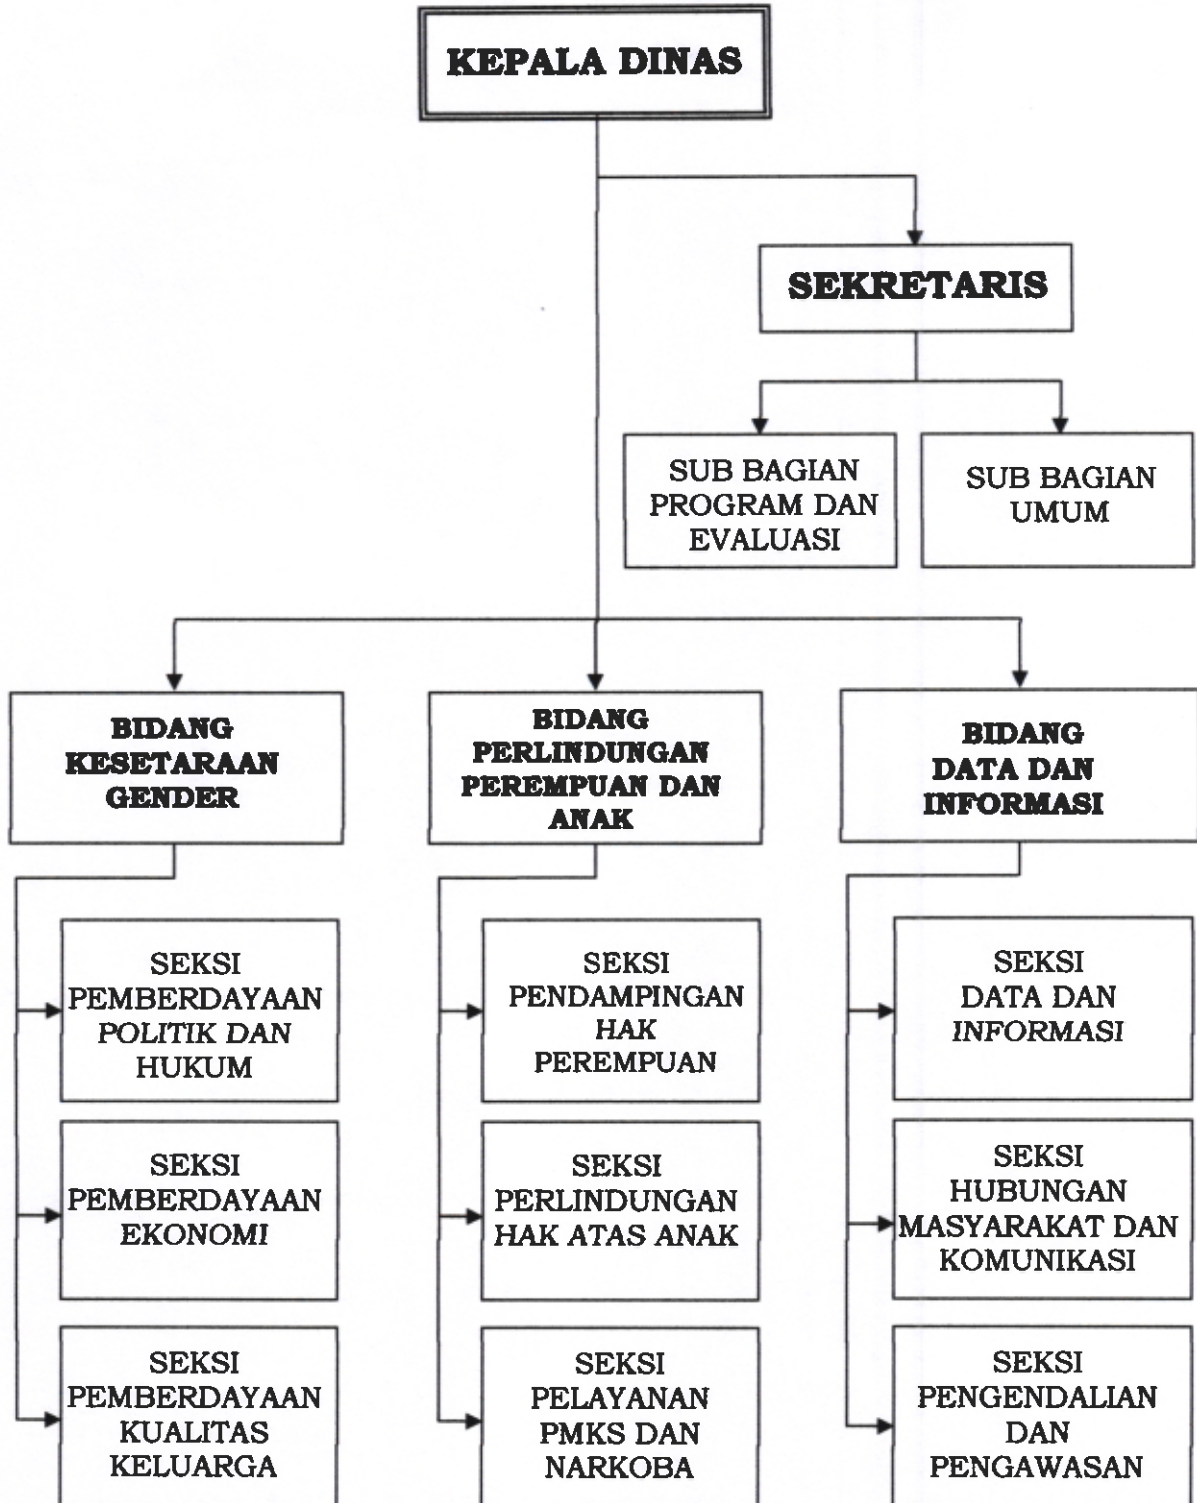 KEPALA DINAS
SEKRETARIS
SUB BAGIAN
PROGRAM DAN
EVALUASI
SUB BAGIAN
UMUM
BIDANG
KESETARAAN
GENDER
BIDANG
PERLINDUNGAN
PEREMPUAN DAN
ANAK
BIDANG
DATA DAN
INFORMASI
SEKSI
PEMBERDAYAAN
POLITIK DAN
HUKUM
SEKSI
PEMBERDAYAAN
EKONOMI
SEKSI
PEMBERDAYAAN
KUALITAS
KELUARGA
SEKSI
PENDAMPINGAN
HAK
PEREMPUAN
SEKSI
PERLINDUNGAN
HAK ATAS ANAK
SEKSI
PELAYANAN
PMKS DAN
NARKOBA
SEKSI
DATA DAN
INFORMASI
SEKSI
HUBUNGAN
MASYARAKAT DAN
KOMUNIKASI
SEKSI
PENGENDALIAN
DAN
PENGAWASAN